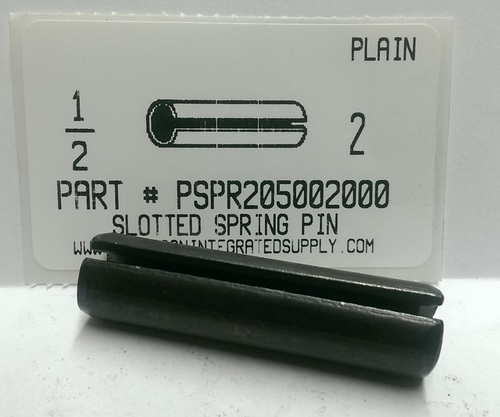 PLAIN
1/2
2
PART # PSPR205002000
SLOTTED SPRING PIN